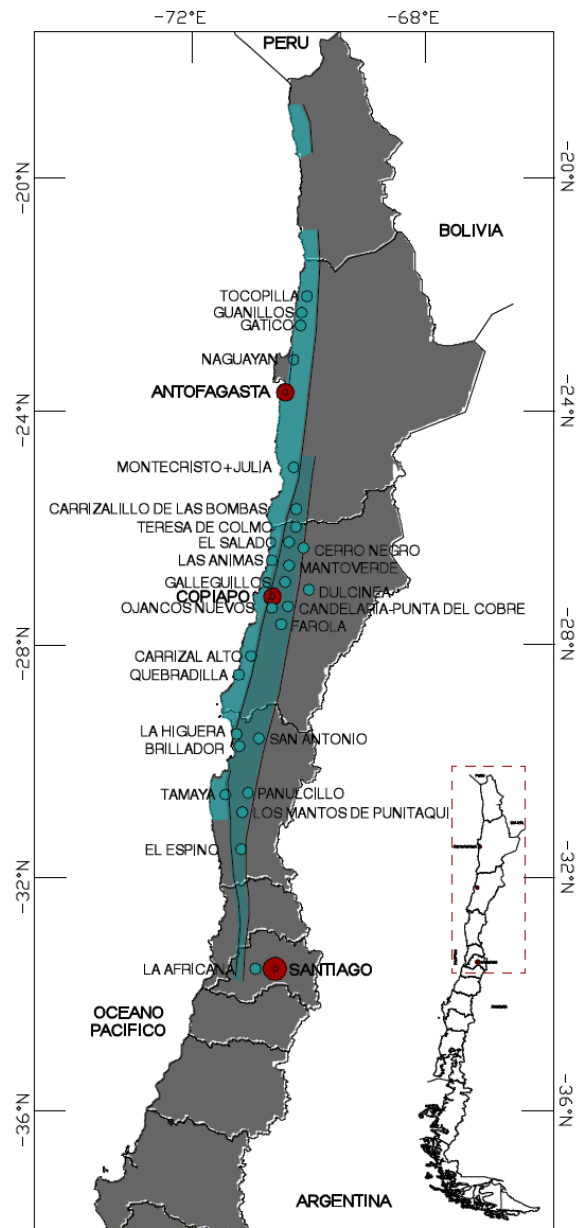 -72°E
-68°E
PERU
-20°N
-20°N
BOLIVIA
TOCOPILLA
GUANILLOS
GATICO
NAGUAYAN
ANTOFAGASTA
-24°N
-24°N
MONTECRISTO+JULIA
CARRIZALILLO DE LAS BOMBAS
TERESA DE COLMO
EL SALADO
CERRO NEGRO
LAS ANIMAS
MANTOVERDE
GALLEGUILLOS
DULCINEA
COPIAPO
OJANCOS NUEVOS
CANDELARIA-PUNTA DEL COBRE
FAROLA
-28°N
-28°N
CARRIZAL ALTO
QUEBRADILLA
LA HIGUERA
SAN ANTONIO
BRILLADOR
TAMAYA
PANULCILLO
LOS MANTOS DE PUNITAQUI
EL ESPINO
-32°N
-32°N
LA AFRICANA
SANTIAGO
OCEANO
PACIFICO
-36°N
-36°N
ARGENTINA